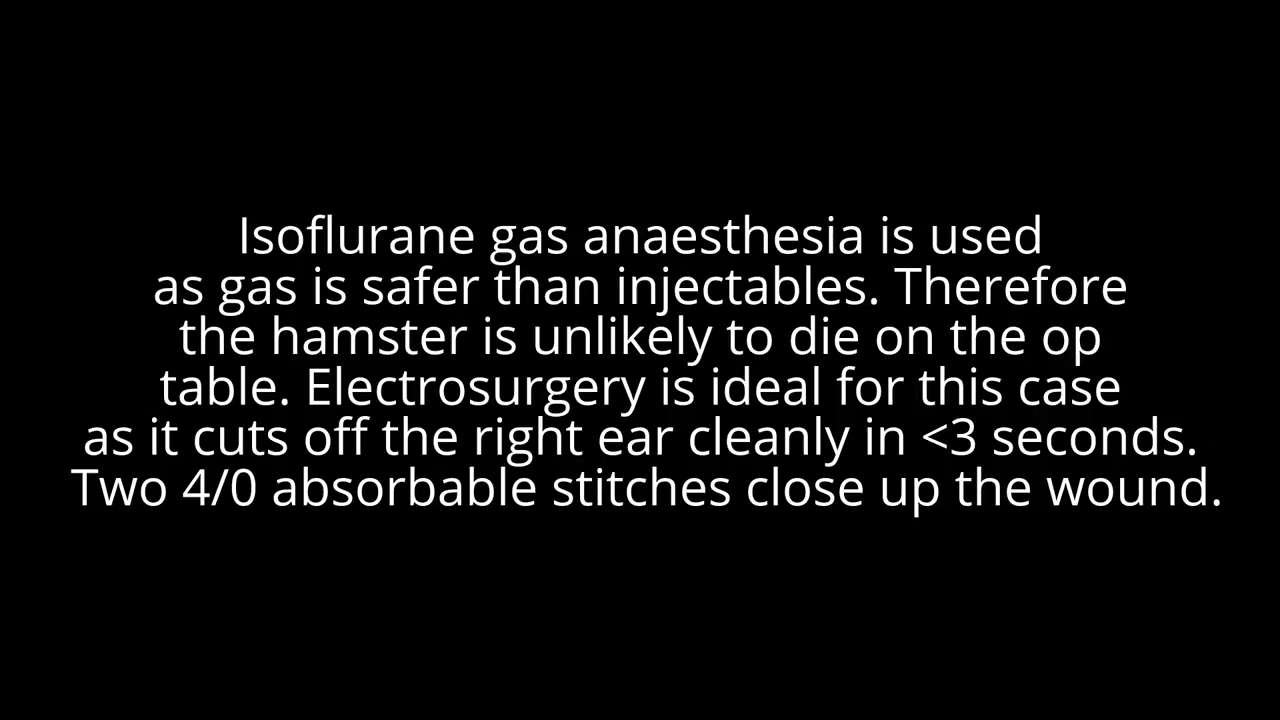 Isoflurane gas anaesthesia is used
as gas is safer than injectables. Therefore
the hamster is unlikely to die on the op
table. Electrosurgery is ideal for this case
as it cuts off the right ear cleanly in <3 seconds.
Two 4/0 absorbable stitches close up the wound.